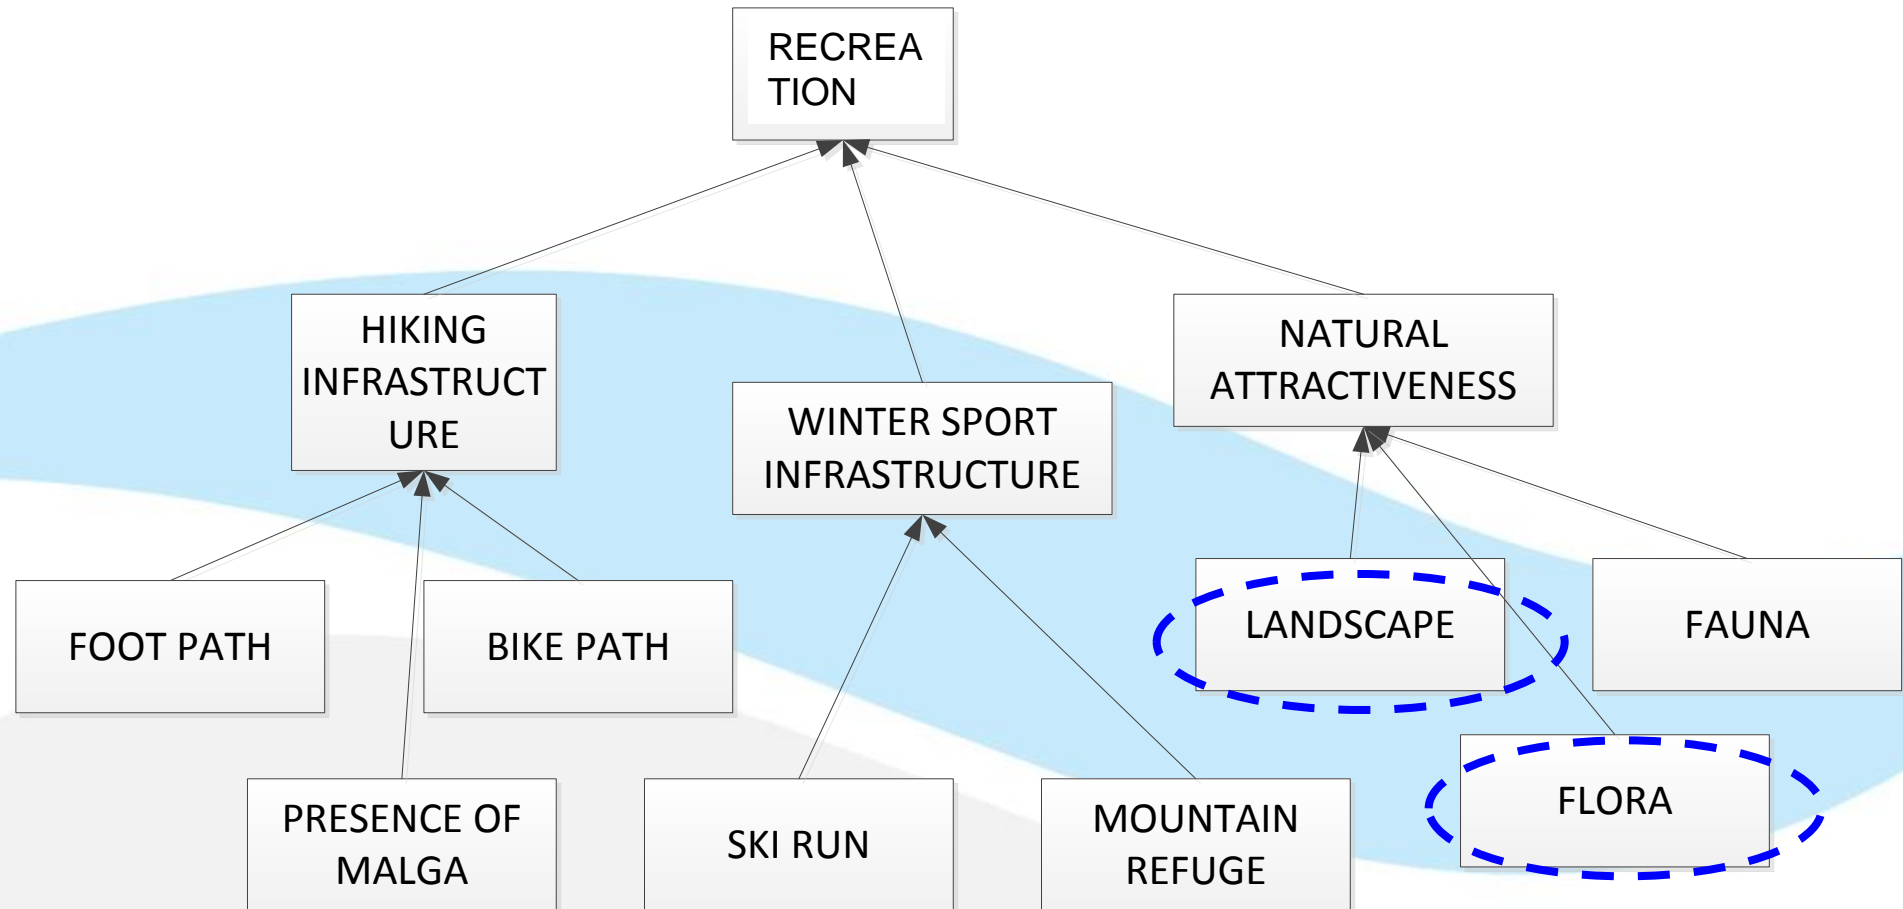 RECREA
TION
HIKING
INFRASTRUCT
URE
WINTER SPORT
INFRASTRUCTURE
NATURAL
ATTRACTIVENESS
FOOT PATH
BIKE PATH
LANDSCAPE
FAUNA
PRESENCE OF
MALGA
SKI RUN
MOUNTAIN
REFUGE
FLORA